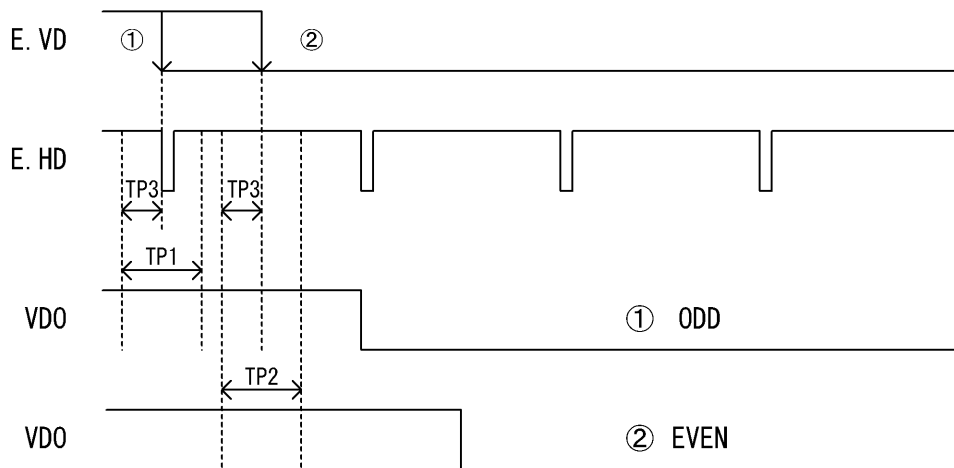 E.VD ① ②
E.HD
TP3 TP3
TP1
VDO ① ODD
TP2
VDO ② EVEN